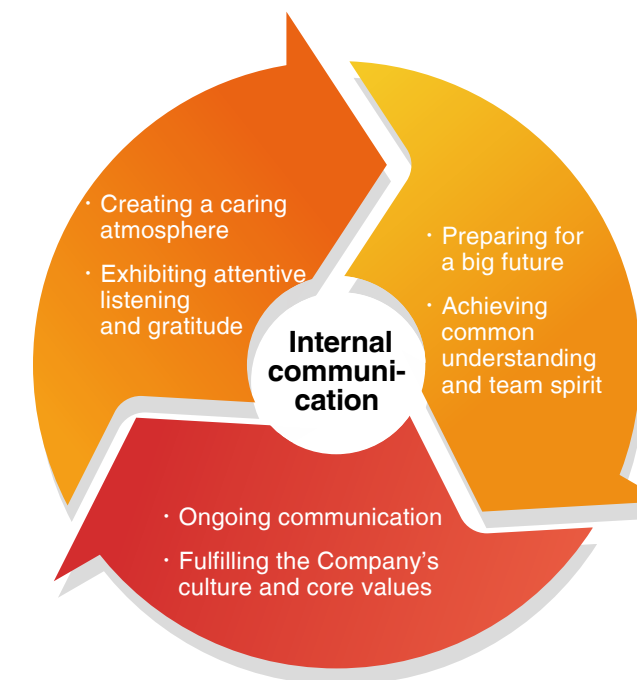 · Creating a caring
atmosphere
· Exhibiting attentive
listening
and gratitude
· Preparing for
a big future
· Achieving
common
understanding
and team spirit
Internal
communi-
cation
· Ongoing communication
· Fulfilling the Company’s
culture and core values